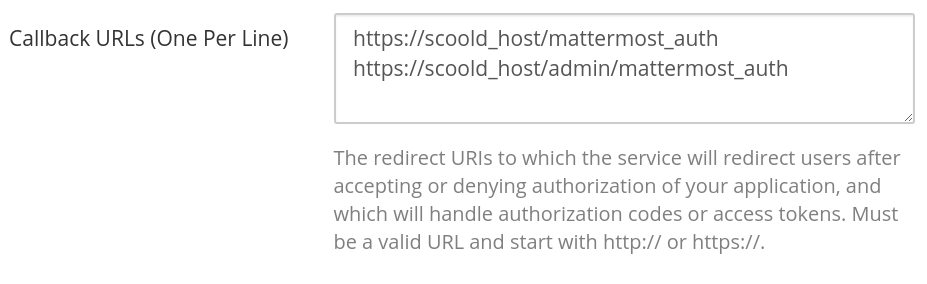 Callback URLs (One Per Line)
https://scoold_host/mattermost_auth
https://scoold_host/admin/mattermost_auth
The redirect URIs to which the service will redirect users after
accepting or denying authorization of your application, and
which will handle authorization codes or access tokens. Must
be a valid URL and start with http:// or https://.